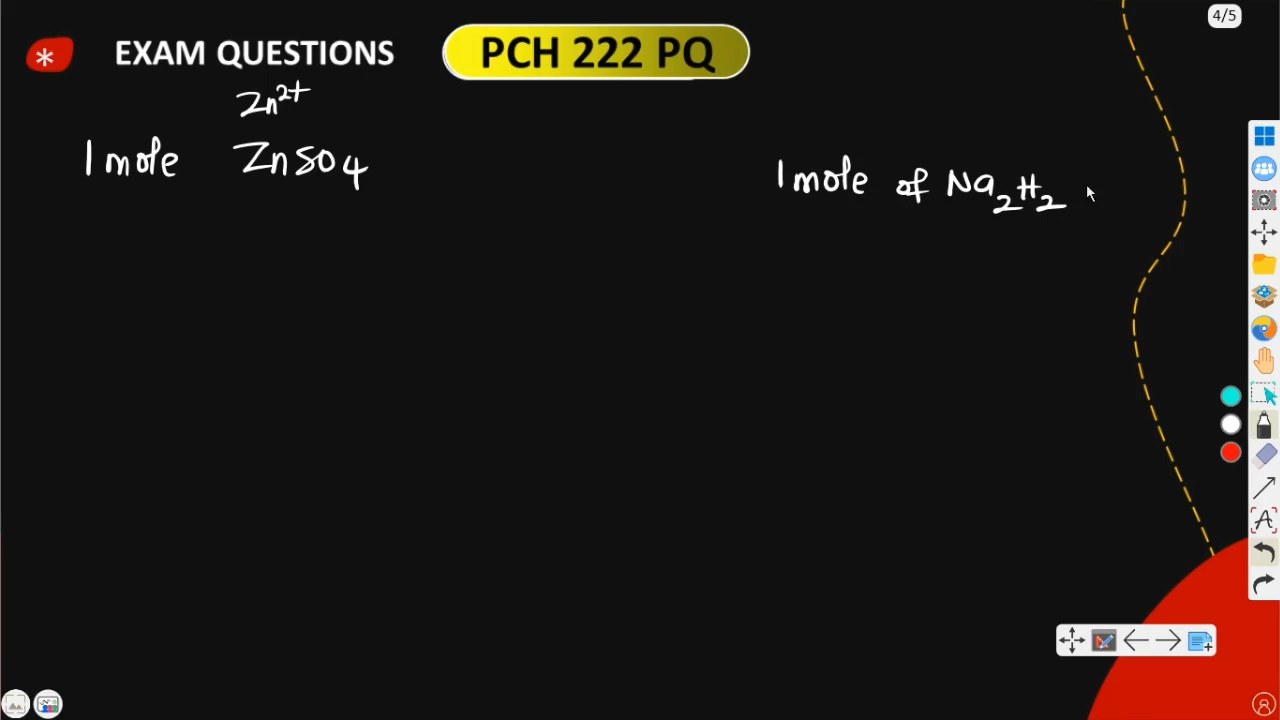 4/5
* EXAM QUESTIONS PCH 222 PQ
Zn²⁺
1 mole ZnSO₄
1 mole of Na₂H₂